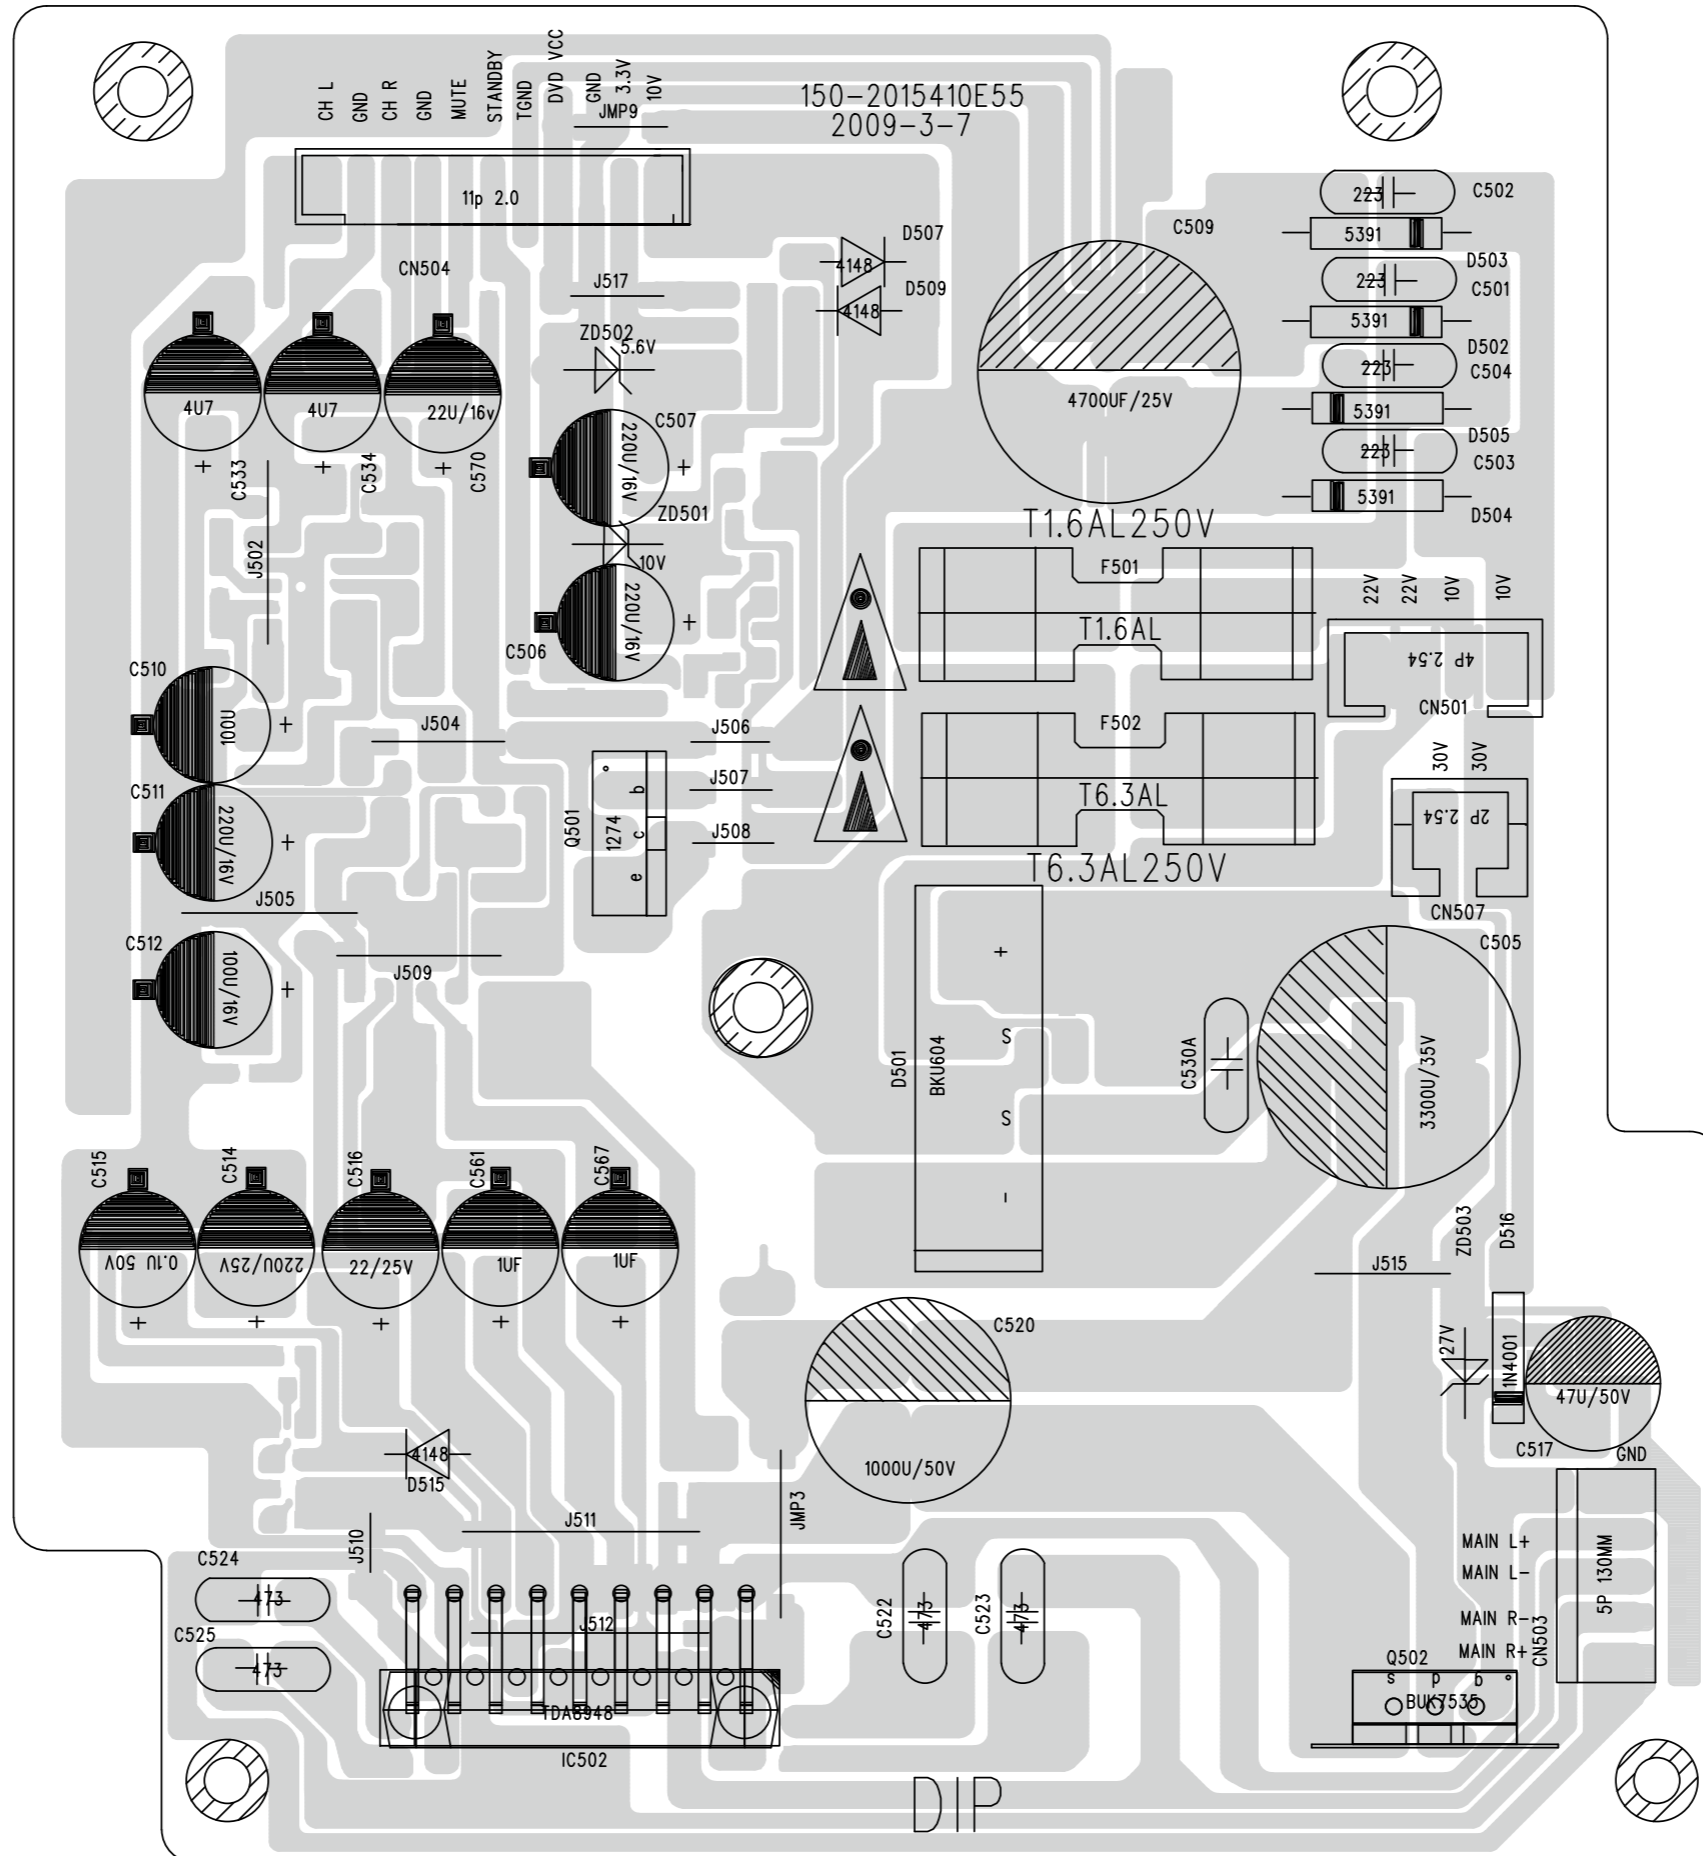 CH L
GND
CH R
GND
MUTE
STANDBY
TGND
DVD VCC
GND
3.3V
10V
JMP9
150-2015410E55
2009-3-7
11p 2.0
CN504
J517
D507
4148
D509
4148
C509
4700UF/25V
223
C502
5391
D503
223
C501
5391
D502
223
C504
5391
D505
223
C503
5391
D504
ZD502
5.6V
4U7
4U7
22U/16v
C533
C534
C570
C507
220U/16V
ZD501
10V
220U/16V
C506
J502
T1.6AL250V
F501
T1.6AL
22V
22V
10V
10V
4P 2.54
CN501
C510
100U
J504
J506
F502
J507
T6.3AL
30V
30V
2P 2.54
CN507
C511
220U/16V
Q501
1274
b
c
e
J508
T6.3AL250V
J505
C512
100U/16V
J509
C505
3300U/35V
D501
BKU604
+
S
S
-
C530A
C515
C514
C516
C561
C567
0.1U 50V
220U/25V
22/25V
1UF
1UF
+
+
+
+
+
ZD503
D516
J515
27V
1N4001
47U/50V
C517
GND
C520
1000U/50V
4148
D515
J510
J511
JMP3
C524
473
C525
473
J512
TDA8948
IC502
C522
473
C523
473
MAIN L+
MAIN L-
MAIN R-
MAIN R+
CN503
5P 130MM
Q502
s
p
b
BUK7535
DIP